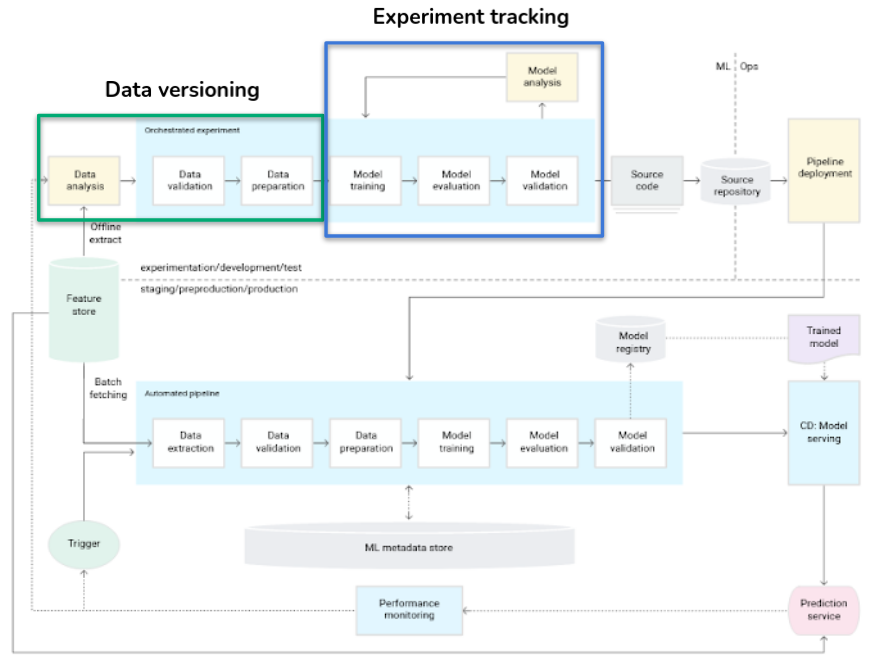 Experiment tracking
Data versioning
Model
analysis
ML
Ops
Orchestrated experiment
Data
analysis
Data
validation
Data
preparation
Model
training
Model
evaluation
Model
validation
Source
code
Source
repository
Pipeline
deployment
Offline
extract
experimentation/development/test
staging/preproduction/production
Feature
store
Model
registry
Trained
model
Batch
fetching
Automated pipeline
Data
extraction
Data
validation
Data
preparation
Model
training
Model
evaluation
Model
validation
CD: Model
serving
Trigger
ML metadata store
Performance
monitoring
Prediction
service